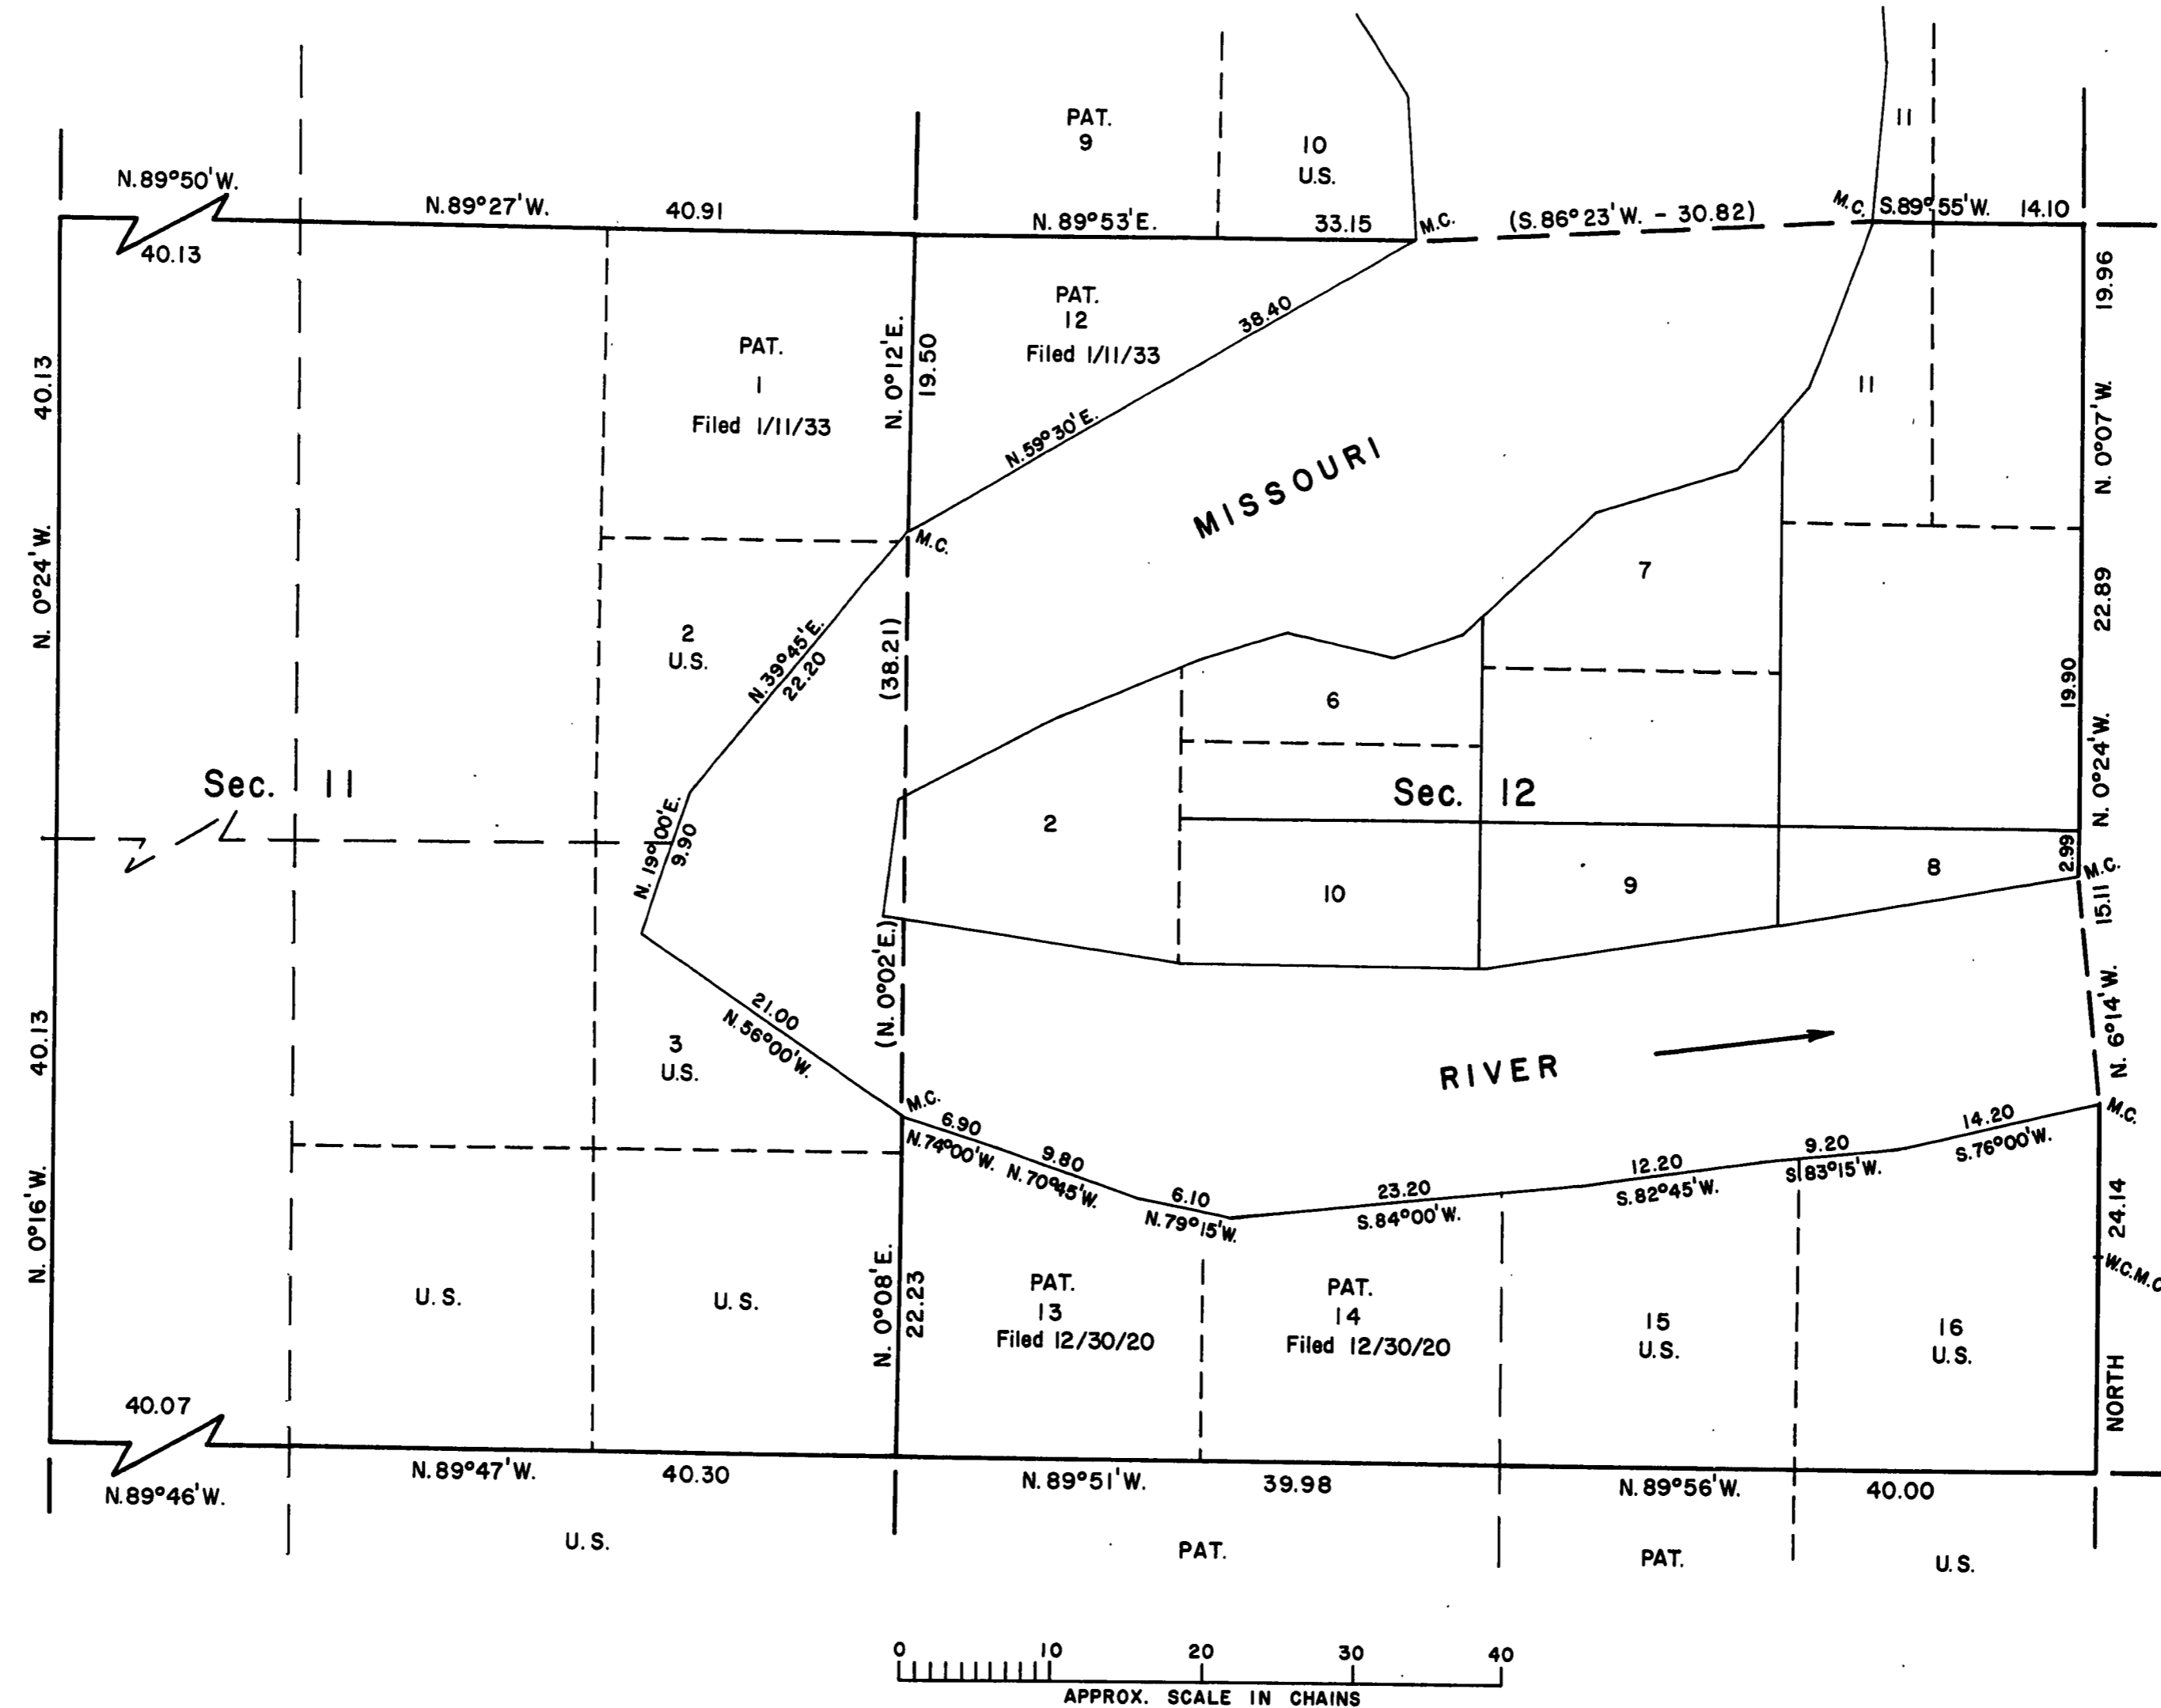 PAT.
9
10
U.S.
11
N.89°50'W.
40.13
N.89°27'W.
40.91
N.89°53'E.
33.15
M.C.
(S.86°23'W. - 30.82)
M.C.
S.89°55'W.
14.10
40.13
N. 0°24'W.
PAT.
1
Filed 1/11/33
N. 0°12'E.
19.50
PAT.
12
Filed 1/11/33
38.40
N.59°30'E.
M.C.
MISSOURI
11
19.96
N. 0°07'W.
2
U.S.
N.39°45'E.
22.20
(38.21)
7
22.89
19.90
6
Sec. 11
Sec. 12
N. 0°24'W.
N. 19°00'E.
9.90
2
10
9
8
2.99
M.C.
15.11
N. 6°14'W.
(N. 0°02'E.)
40.13
N. 0°16'W.
21.00
N.56°00'W.
3
U.S.
RIVER
M.C.
6.90
N.74°00'W.
9.80
N.70°45'W.
6.10
N.79°15'W.
23.20
S.84°00'W.
12.20
S.82°45'W.
9.20
S.83°15'W.
14.20
S.76°00'W.
M.C.
24.14
W.C.M.C
NORTH
U.S.
U.S.
N. 0°08'E.
22.23
PAT.
13
Filed 12/30/20
PAT.
14
Filed 12/30/20
15
U.S.
16
U.S.
40.07
N.89°46'W.
N.89°47'W.
40.30
N.89°51'W.
39.98
N.89°56'W.
40.00
U.S.
PAT.
PAT.
U.S.
0 10 20 30 40
APPROX. SCALE IN CHAINS